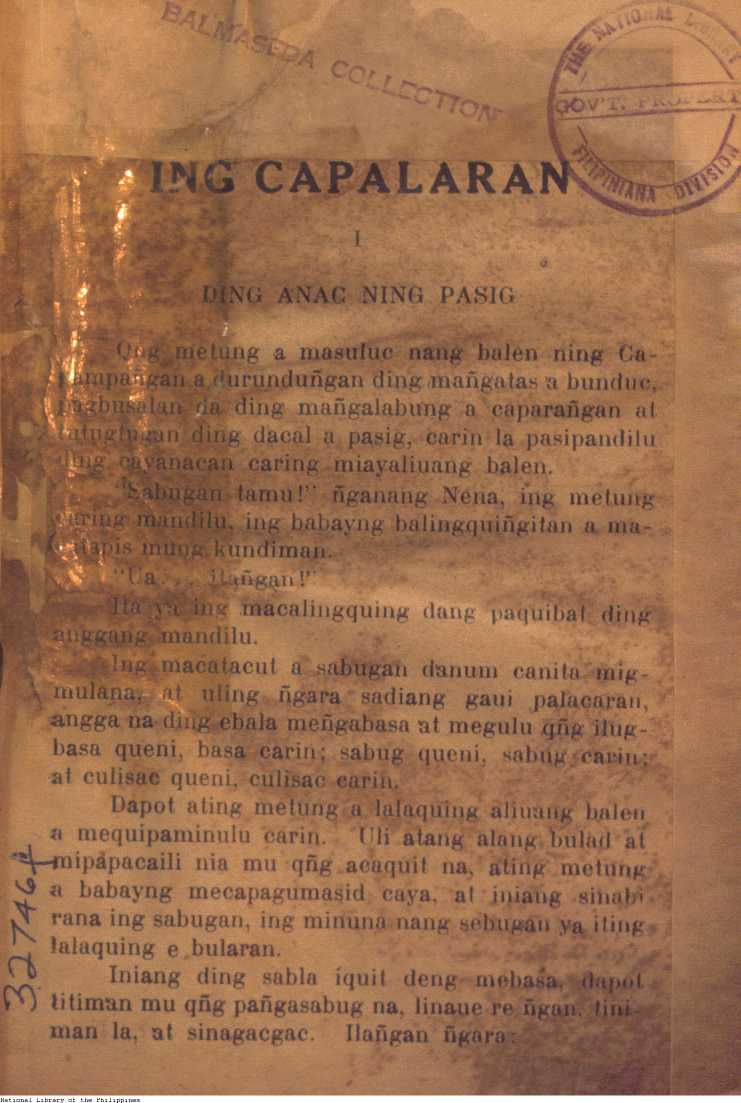 BALMASEDA COLLECTION
THE NATIONAL LIBRARY
GOV'T. PROPERTY
FILIPINIANA DIVISION
ING CAPALARAN
I
DING ANAC NING PASIG
Qñg metung a masuluc nang balen ning Ca-
pampañgan a durunduñgan ding mañgatas a bunduc,
pagbusalan da ding mañgalabung a caparañgan at
ding dacal a pasig, carin la pasipandilu
ding cayanacan caring miayaliuang balen.
"Sabugan tamu!" ñganang Nena, ing metung
caring mandilu, ing babayng balingquiñgitan a ma-
tapis mung kundiman.
"Ua... ilañgan!"
Ita ya ing macalingquing dang paquibat ding
anggang mandilu.
Ing macatacut a sabugan danum canita mig-
mulana, at uling ñgara sadiang gaui palacaran,
angga na ding ebala meñgabasa at megulu qñg ilug-
basa queni, basa carin; sabug queni, sabug carin;
at culisac queni, culisac carin.
Dapot ating metung a lalaquing aliuang balen
a mequipaminulu carin. Uli atang alang bulad at
mipapacaili nia mu qñg acaquit na, ating metung
a babayng mecapagumasid caya, at iniang sinabi
rana ing sabugan, ing minuna nang sebugan ya iting
lalaquing e bularan.
Iniang ding sabla iquit deng mebasa, dapot
titiman mu qñg pañgasabug na, linaue re ñgan, tini-
man la, at sinagacgac. Ilañgan ñgara:
327464
National Library of the Philippines